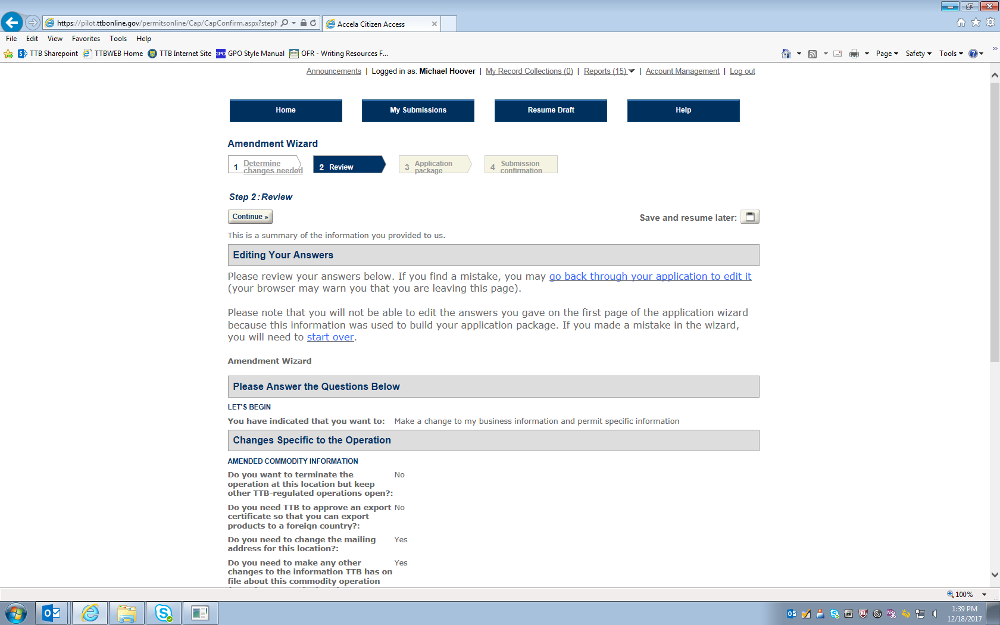 https://pilot.ttbonline.gov/permitsonline/Cap/CapConfirm.aspx?stepN
Accela Citizen Access
File Edit View Favorites Tools Help
TTB Sharepoint TTBWEB Home TTB Internet Site GPO GPO Style Manual OFR - Writing Resources F... Page Safety Tools
Announcements | Logged in as: Michael Hoover | My Record Collections (0) | Reports (15) | Account Management | Log out
Home My Submissions Resume Draft Help
Amendment Wizard
1 Determine changes needed
2 Review
3 Application package
4 Submission confirmation
Step 2: Review
Continue »
Save and resume later:
This is a summary of the information you provided to us.
Editing Your Answers
Please review your answers below. If you find a mistake, you may go back through your application to edit it
(your browser may warn you that you are leaving this page).
Please note that you will not be able to edit the answers you gave on the first page of the application wizard
because this information was used to build your application package. If you made a mistake in the wizard,
you will need to start over.
Amendment Wizard
Please Answer the Questions Below
LET'S BEGIN
You have indicated that you want to: Make a change to my business information and permit specific information
Changes Specific to the Operation
AMENDED COMMODITY INFORMATION
Do you want to terminate the No
operation at this location but keep
other TTB-regulated operations open?:
Do you need TTB to approve an export No
certificate so that you can export
products to a foreign country?:
Do you need to change the mailing Yes
address for this location?:
Do you need to make any other Yes
changes to the information TTB has on
file about this commodity operation
100%
1:39 PM
12/18/2017